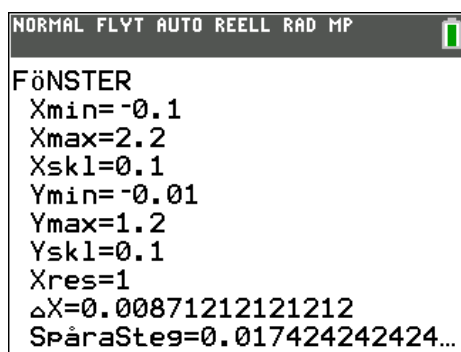 NORMAL FLYT AUTO REELL RAD MP
FöNSTER
Xmin=⁻0.1
Xmax=2.2
Xskl=0.1
Ymin=⁻0.01
Ymax=1.2
Yskl=0.1
Xres=1
△X=0.00871212121212
SpåraSteg=0.017424242424…